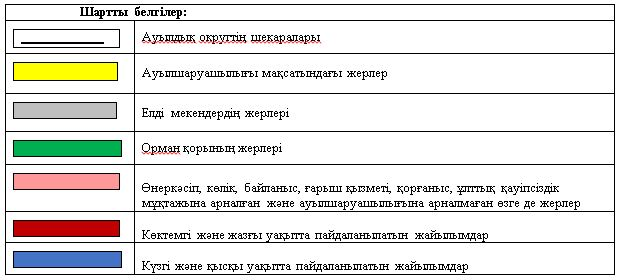 Шартты белгілер:
Ауылдық округтің шекаралары
Ауылшаруашылығы мақсатындағы жерлер
Елді мекендердің жерлері
Орман қорының жерлері
Өнеркәсіп, көлік, байланыс, ғарыш қызметі, қорғаныс, ұлттық қауіпсіздік
мұқтажына арналған және ауылшаруашылығына арналмаған өзге де жерлер
Көктемгі және жазғы уақытта пайдаланылатын жайылымдар
Күзгі және қысқы уақытта пайдаланылатын жайылымдар